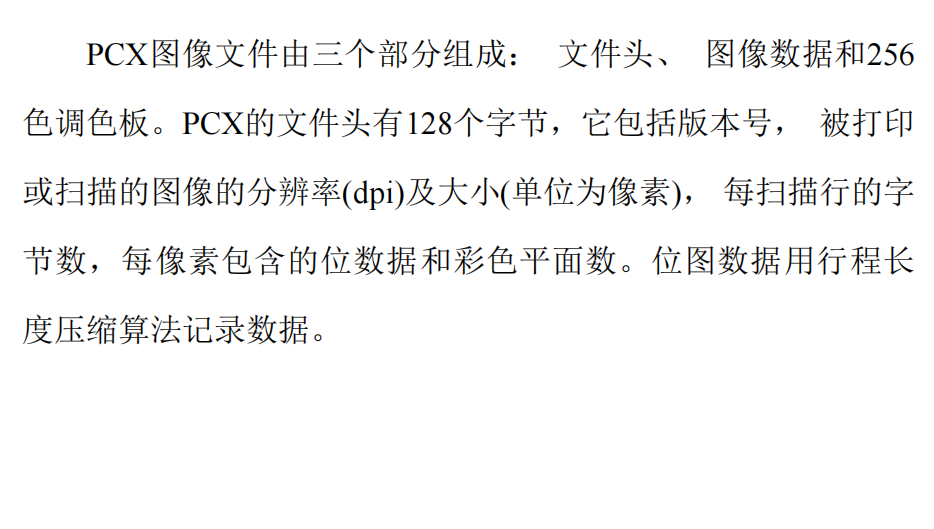 PCX图像文件由三个部分组成： 文件头、 图像数据和256
色调色板。PCX的文件头有128个字节，它包括版本号， 被打印
或扫描的图像的分辨率(dpi)及大小(单位为像素)， 每扫描行的字
节数，每像素包含的位数据和彩色平面数。位图数据用行程长
度压缩算法记录数据。